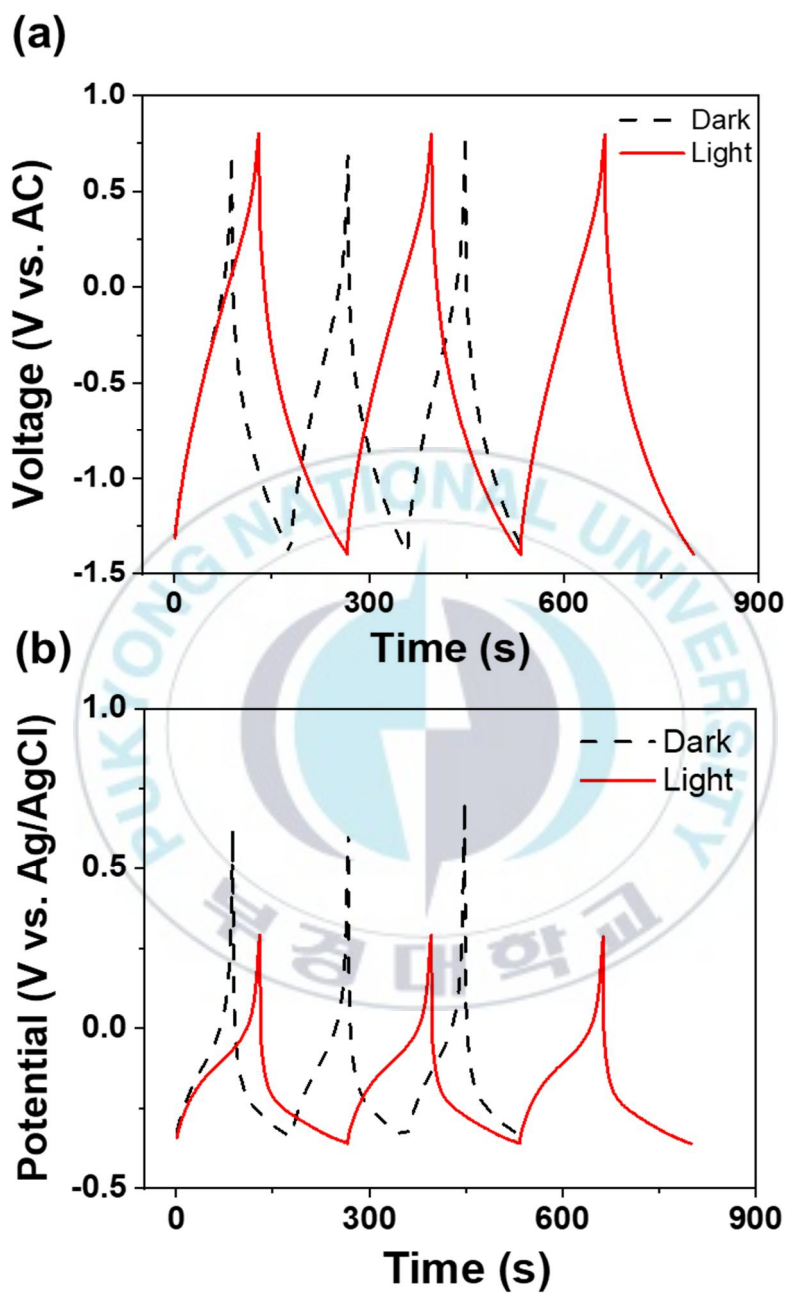 (a)
1.0
0.5
0.0
-0.5
-1.0
-1.5
Voltage (V vs. AC)
Dark
Light
0
300
600
900
Time (s)
(b)
1.0
0.5
0.0
-0.5
Potential (V vs. Ag/AgCl)
Dark
Light
0
300
600
900
Time (s)
PUKYONG NATIONAL UNIVERSITY
부경대학교